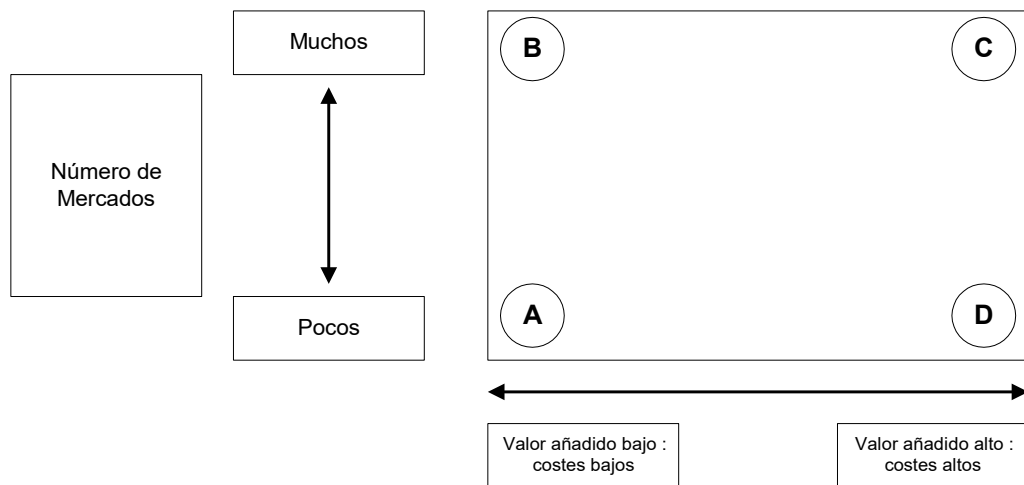 Muchos
B
C
Número de
Mercados
A
D
Pocos
Valor añadido bajo :
costes bajos
Valor añadido alto :
costes altos